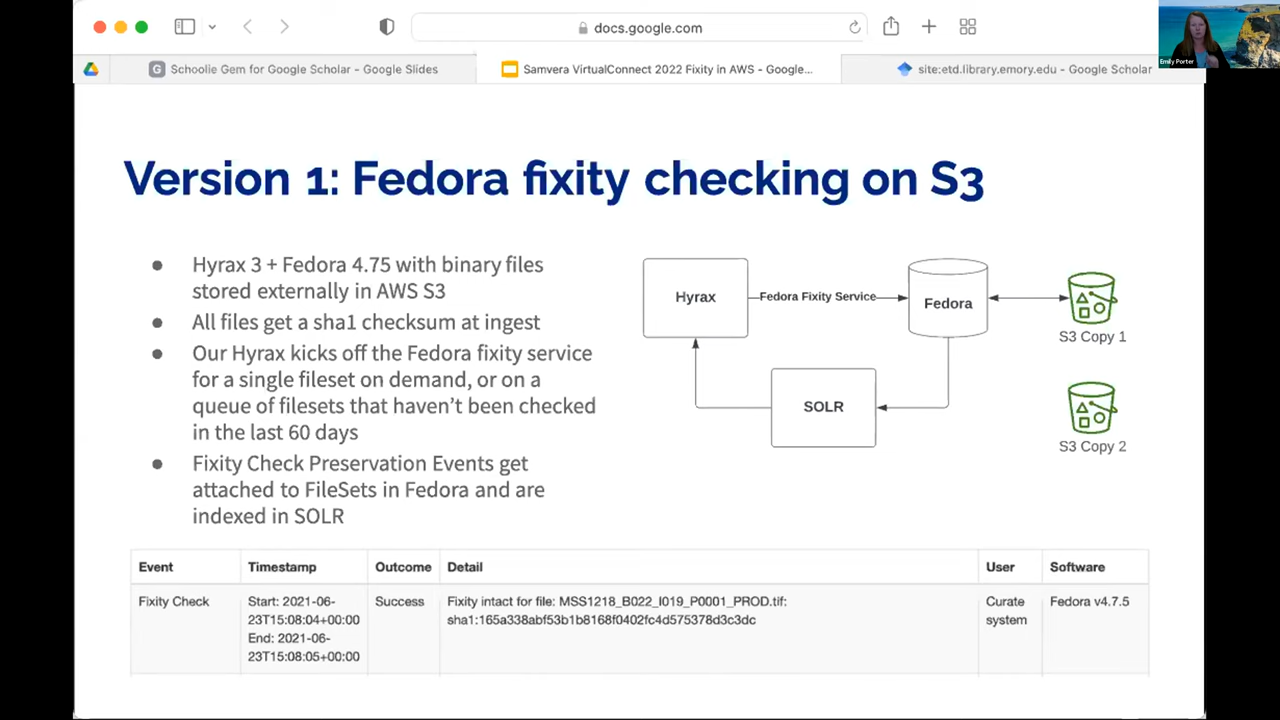 docs.google.com
Schoolie Gem for Google Scholar - Google Slides
Samvera VirtualConnect 2022 Fixity in AWS - Google...
site:etd.library.emory.edu - Google Scholar
Emily Porter
Version 1: Fedora fixity checking on S3
Hyrax 3 + Fedora 4.75 with binary files
stored externally in AWS S3
All files get a sha1 checksum at ingest
Our Hyrax kicks off the Fedora fixity service
for a single fileset on demand, or on a
queue of filesets that haven't been checked
in the last 60 days
Fixity Check Preservation Events get
attached to FileSets in Fedora and are
indexed in SOLR
Hyrax
Fedora Fixity Service
Fedora
S3 Copy 1
SOLR
S3 Copy 2
Event Timestamp Outcome Detail User Software
Fixity Check Start: 2021-06- Success Fixity intact for file: MSS1218_B022_I019_P0001_PROD.tif: Curate Fedora v4.7.5
23T15:08:04+00:00 sha1:165a338abf53b1b8168f0402fc4d575378d3c3dc system
End: 2021-06-
23T15:08:05+00:00